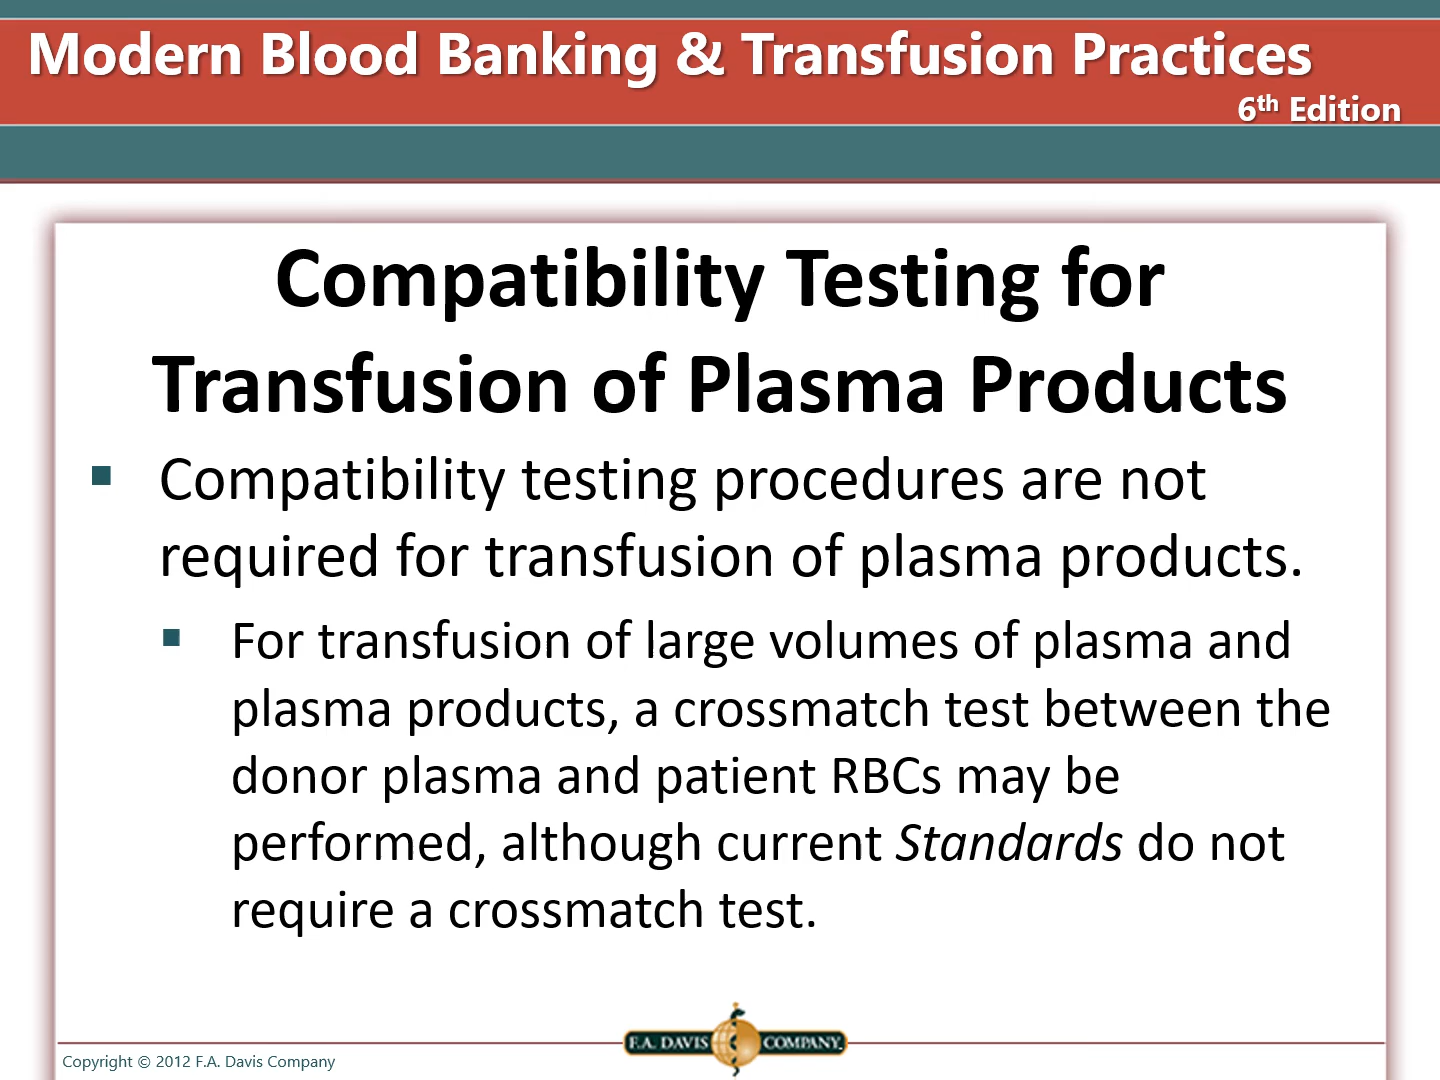 Modern Blood Banking & Transfusion Practices
6th Edition
Compatibility Testing for
Transfusion of Plasma Products
▪ Compatibility testing procedures are not
required for transfusion of plasma products.
▪ For transfusion of large volumes of plasma and
plasma products, a crossmatch test between the
donor plasma and patient RBCs may be
performed, although current Standards do not
require a crossmatch test.
F.A. DAVIS COMPANY
Copyright © 2012 F.A. Davis Company